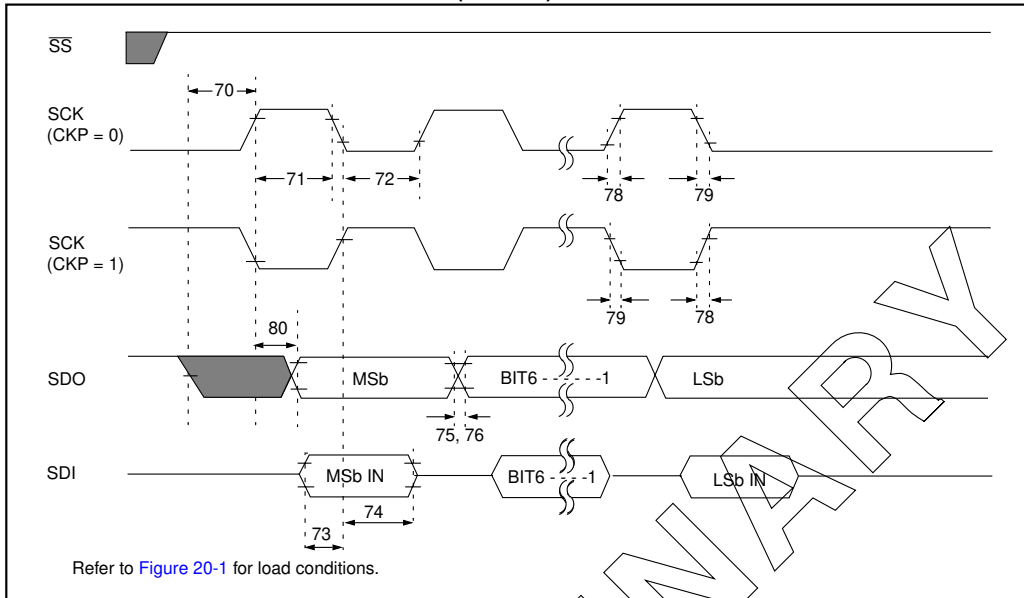 SS
70
SCK
(CKP = 0)
71
72
78
79
SCK
(CKP = 1)
79
78
80
SDO
MSb
BIT6 - - - - - -1
LSb
75, 76
SDI
MSb IN
BIT6 - - - -1
LSb IN
74
73
Refer to Figure 20-1 for load conditions.
NARY